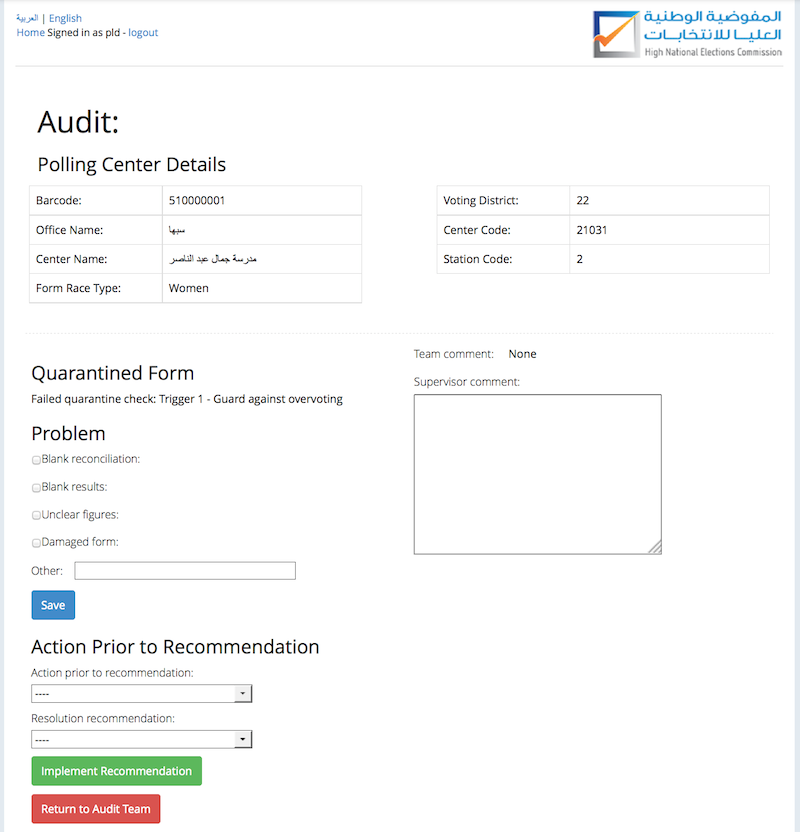 العربية | English
Home Signed in as pld - logout
المفوضية الوطنية
العليا للانتخابات
High National Elections Commission
Audit:
Polling Center Details
Barcode: 510000001
Office Name: سبها
Center Name: مدرسة جمال عبد الناصر
Form Race Type: Women
Voting District: 22
Center Code: 21031
Station Code: 2
Quarantined Form
Failed quarantine check: Trigger 1 - Guard against overvoting
Problem
Blank reconciliation:
Blank results:
Unclear figures:
Damaged form:
Other:
Save
Team comment: None
Supervisor comment:
Action Prior to Recommendation
Action prior to recommendation:
----
Resolution recommendation:
----
Implement Recommendation
Return to Audit Team